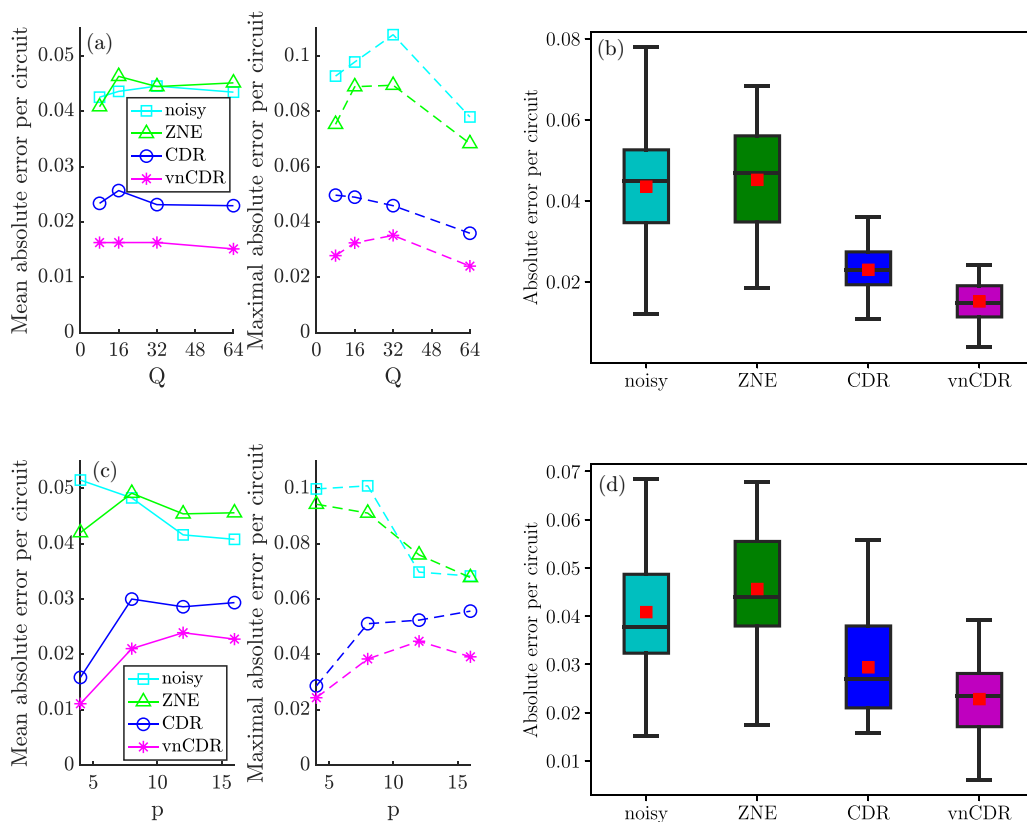 (a)
Mean absolute error per circuit
0.05
0.04
0.03
0.02
0.01
0
noisy
ZNE
CDR
vnCDR
0 16 32 48 64
Q
Maximal absolute error per circuit
0.1
0.08
0.06
0.04
0.02
0
0 16 32 48 64
Q
(b)
Absolute error per circuit
0.08
0.06
0.04
0.02
noisy ZNE CDR vnCDR
(c)
Mean absolute error per circuit
0.05
0.04
0.03
0.02
0.01
0
noisy
ZNE
CDR
vnCDR
5 10 15
p
Maximal absolute error per circuit
0.1
0.08
0.06
0.04
0.02
0
5 10 15
p
(d)
Absolute error per circuit
0.07
0.06
0.05
0.04
0.03
0.02
0.01
noisy ZNE CDR vnCDR